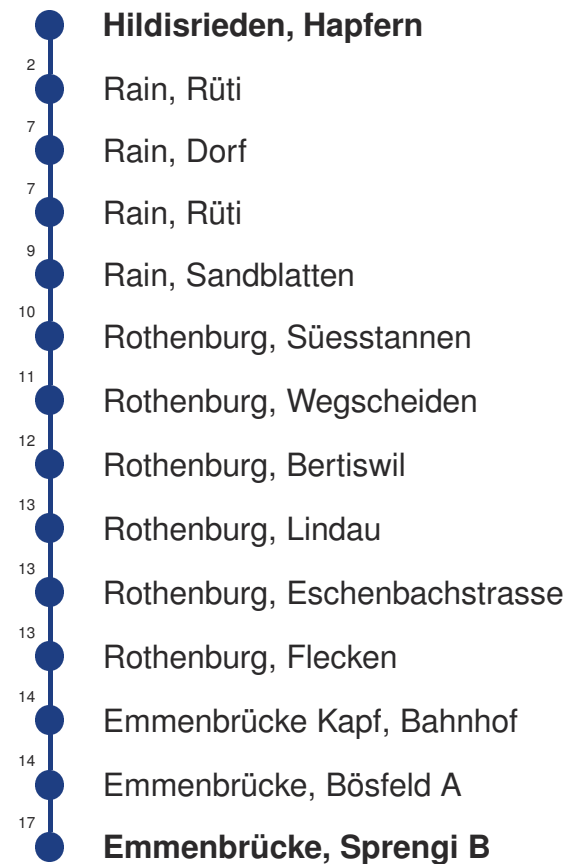 Hildisrieden, Hapfern
2
Rain, Rüti
7
Rain, Dorf
7
Rain, Rüti
9
Rain, Sandblatten
10
Rothenburg, Süesstannen
11
Rothenburg, Wegscheiden
12
Rothenburg, Bertiswil
13
Rothenburg, Lindau
13
Rothenburg, Eschenbachstrasse
13
Rothenburg, Flecken
14
Emmenbrücke Kapf, Bahnhof
14
Emmenbrücke, Bösfeld A
17
Emmenbrücke, Sprengi B